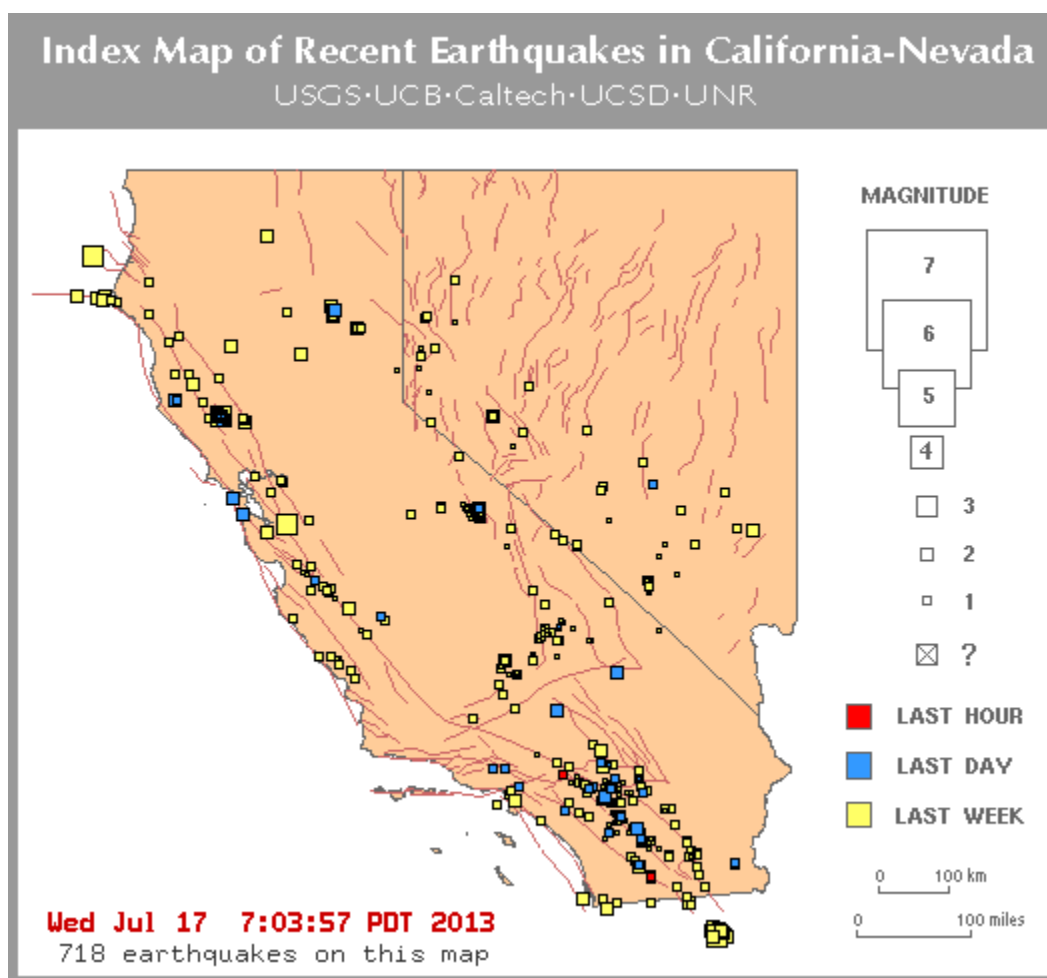 Index Map of Recent Earthquakes in California-Nevada
USGS·UCB·Caltech·UCSD·UNR
MAGNITUDE
7
6
5
4
3
2
1
?
LAST HOUR
LAST DAY
LAST WEEK
0 100 km
0 100 miles
Wed Jul 17 7:03:57 PDT 2013
718 earthquakes on this map